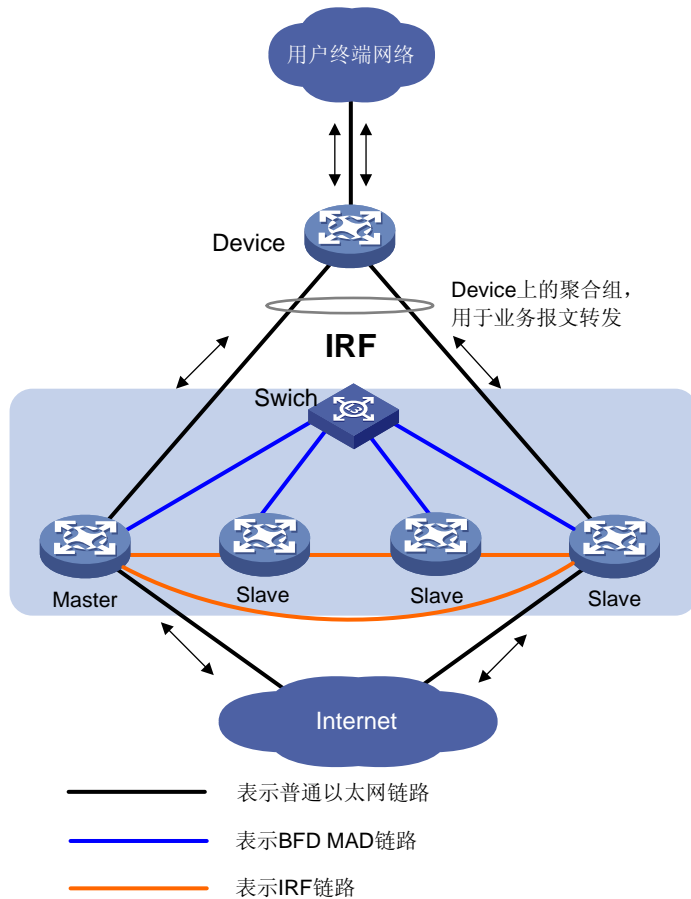 用户终端网络
Device
Device上的聚合组，
用于业务报文转发
IRF
Swich
Master
Slave
Slave
Slave
Internet
表示普通以太网链路
表示BFD MAD链路
表示IRF链路